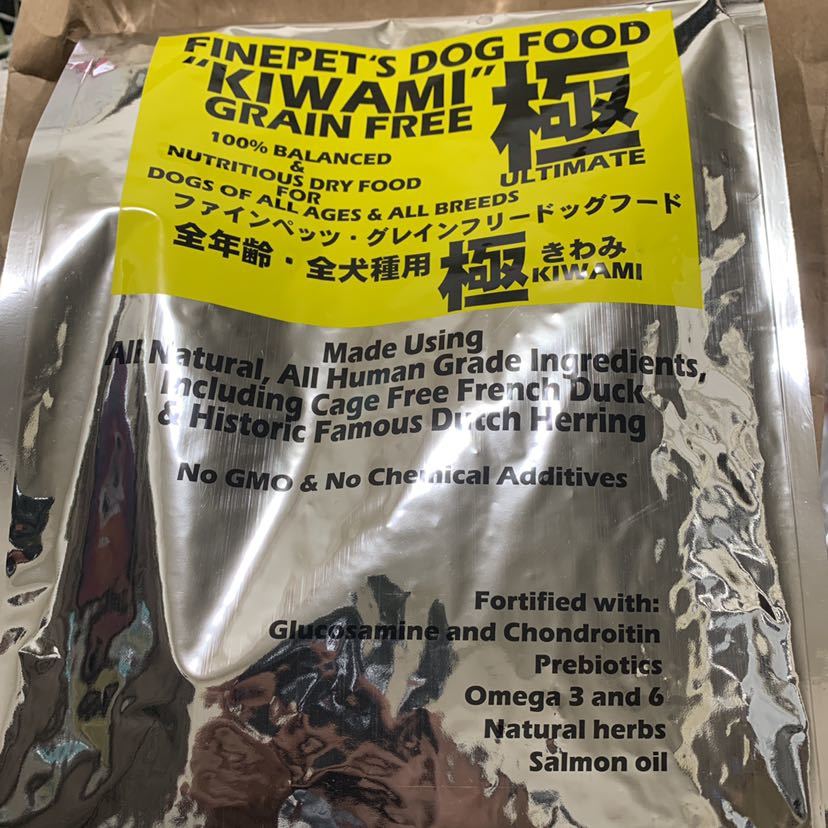 FINEPET'S DOG FOOD
"KIWAMI" 極
GRAIN FREE
ULTIMATE
100% BALANCED
&
NUTRITIOUS DRY FOOD
FOR
DOGS OF ALL AGES & ALL BREEDS
ファインペッツ・グレインフリードッグフード
全年齢・全犬種用 極 きわみ
KIWAMI
Made Using
All Natural, All Human Grade Ingredients,
Including Cage Free French Duck
& Historic Famous Dutch Herring
No GMO & No Chemical Additives
Fortified with:
Glucosamine and Chondroitin
Prebiotics
Omega 3 and 6
Natural herbs
Salmon oil